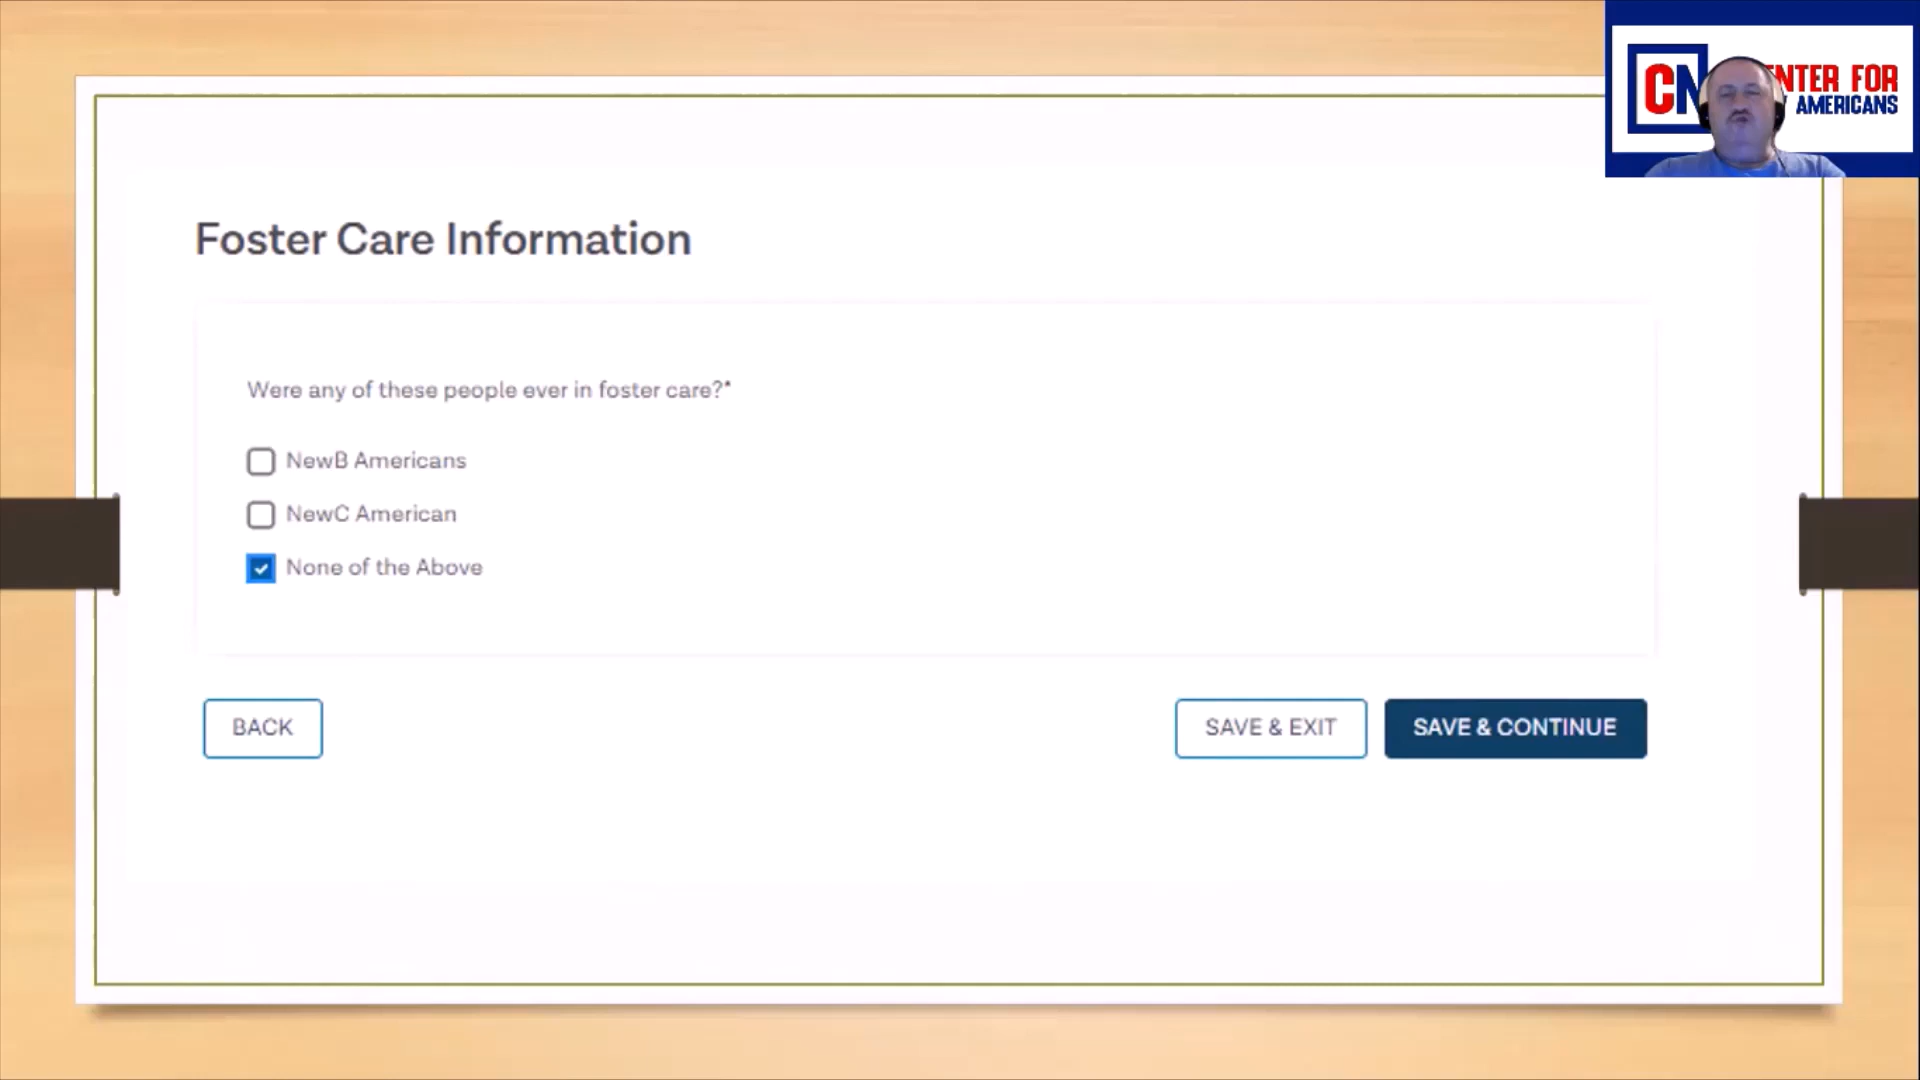 CN
ENTER FOR
AMERICANS
Foster Care Information
Were any of these people ever in foster care?*
NewB Americans
NewC American
None of the Above
BACK
SAVE & EXIT
SAVE & CONTINUE